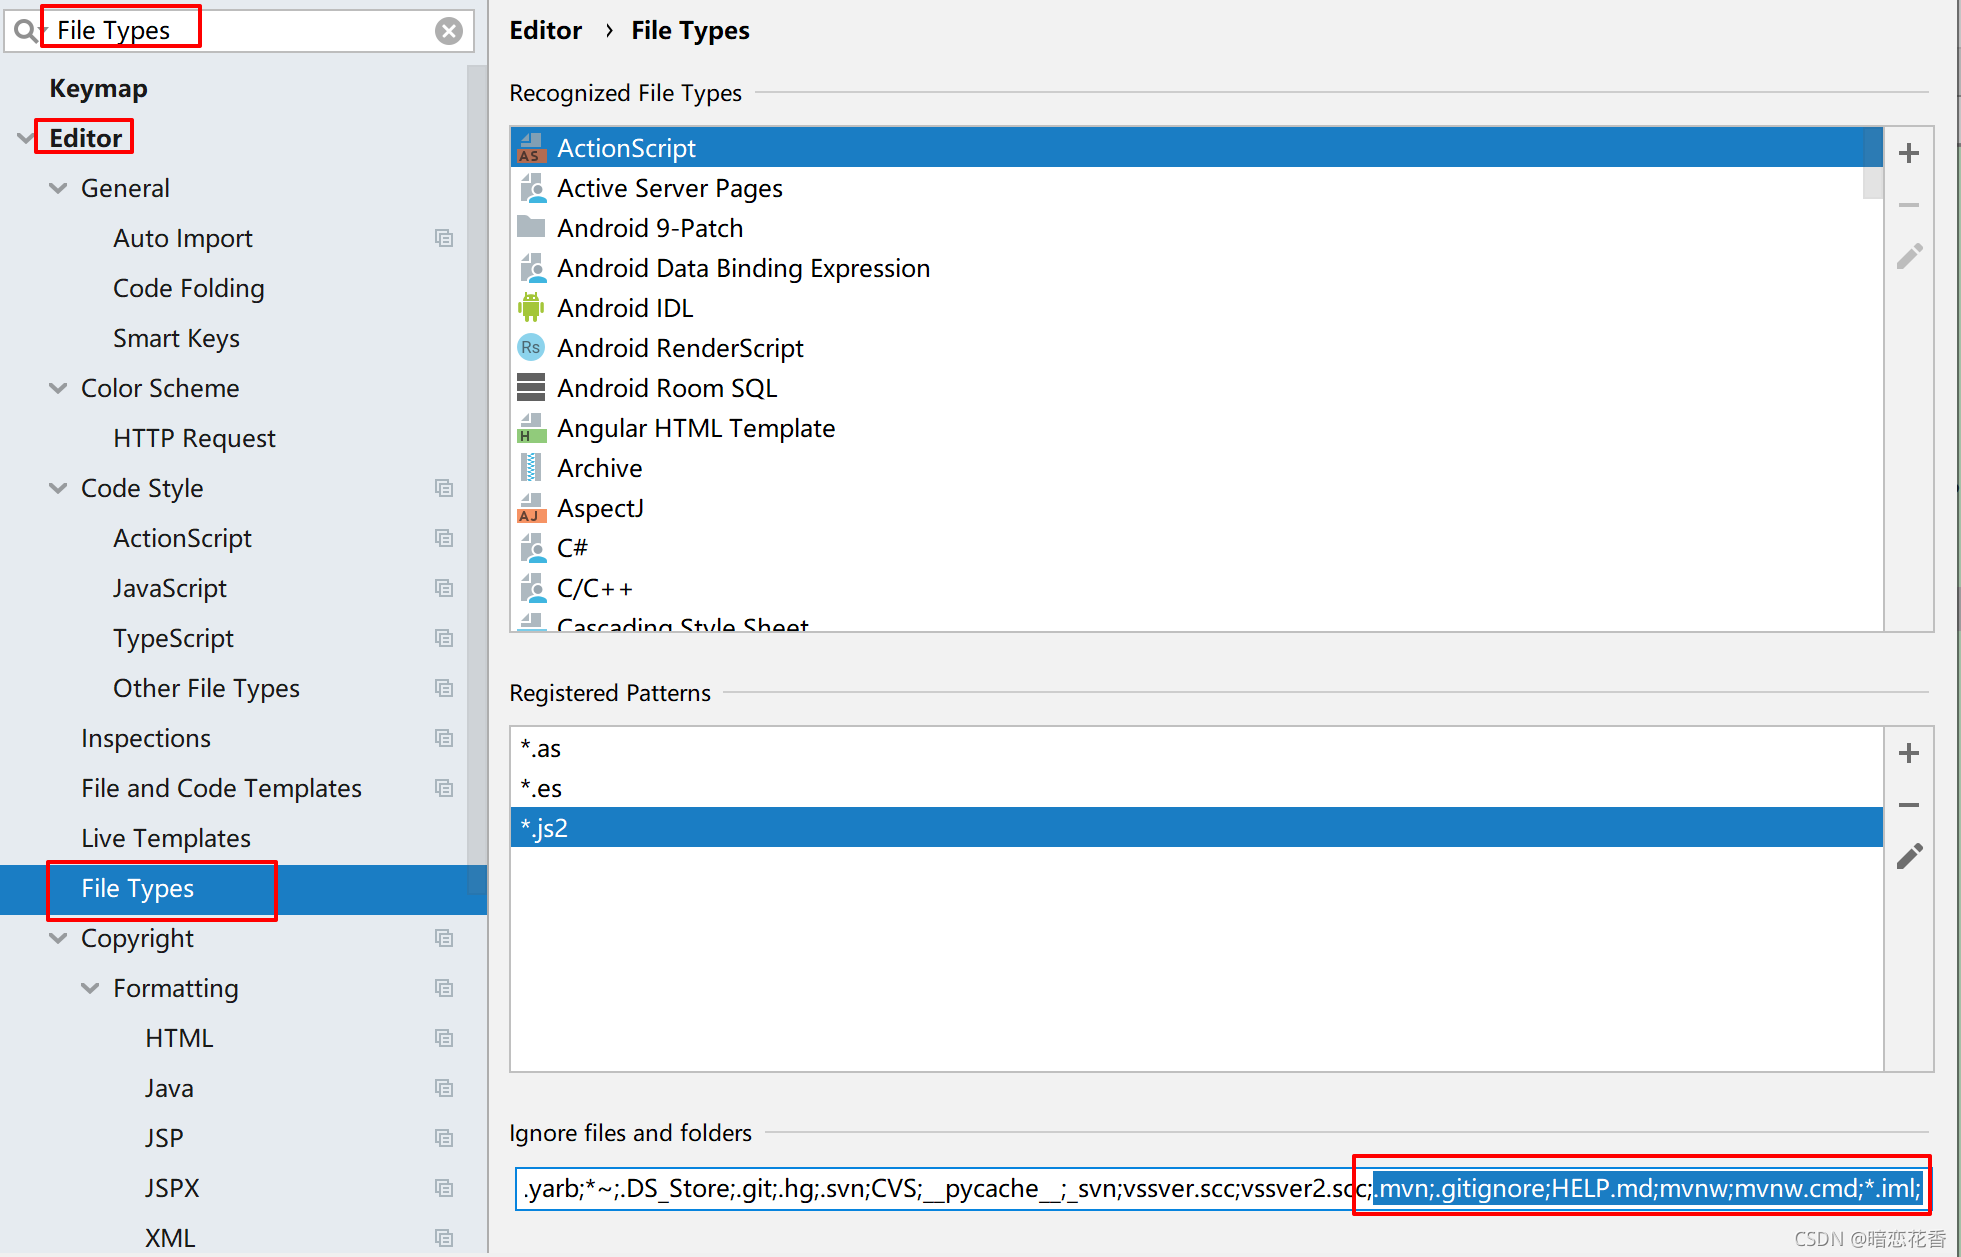 File Types
Keymap
Editor
General
Auto Import
Code Folding
Smart Keys
Color Scheme
HTTP Request
Code Style
ActionScript
JavaScript
TypeScript
Other File Types
Inspections
File and Code Templates
Live Templates
File Types
Copyright
Formatting
HTML
Java
JSP
JSPX
XML
Editor › File Types
Recognized File Types
AS ActionScript
Active Server Pages
Android 9-Patch
Android Data Binding Expression
Android IDL
Rs Android RenderScript
Android Room SQL
H Angular HTML Template
Archive
AJ AspectJ
C#
C/C++
Cascading Style Sheet
Registered Patterns
*.as
*.es
*.js2
Ignore files and folders
.yarb;*~;.DS_Store;.git;.hg;.svn;CVS;__pycache__;_svn;vssver.scc;vssver2.scc;.mvn;.gitignore;HELP.md;mvnw;mvnw.cmd;*.iml;
CSDN @暗恋花香